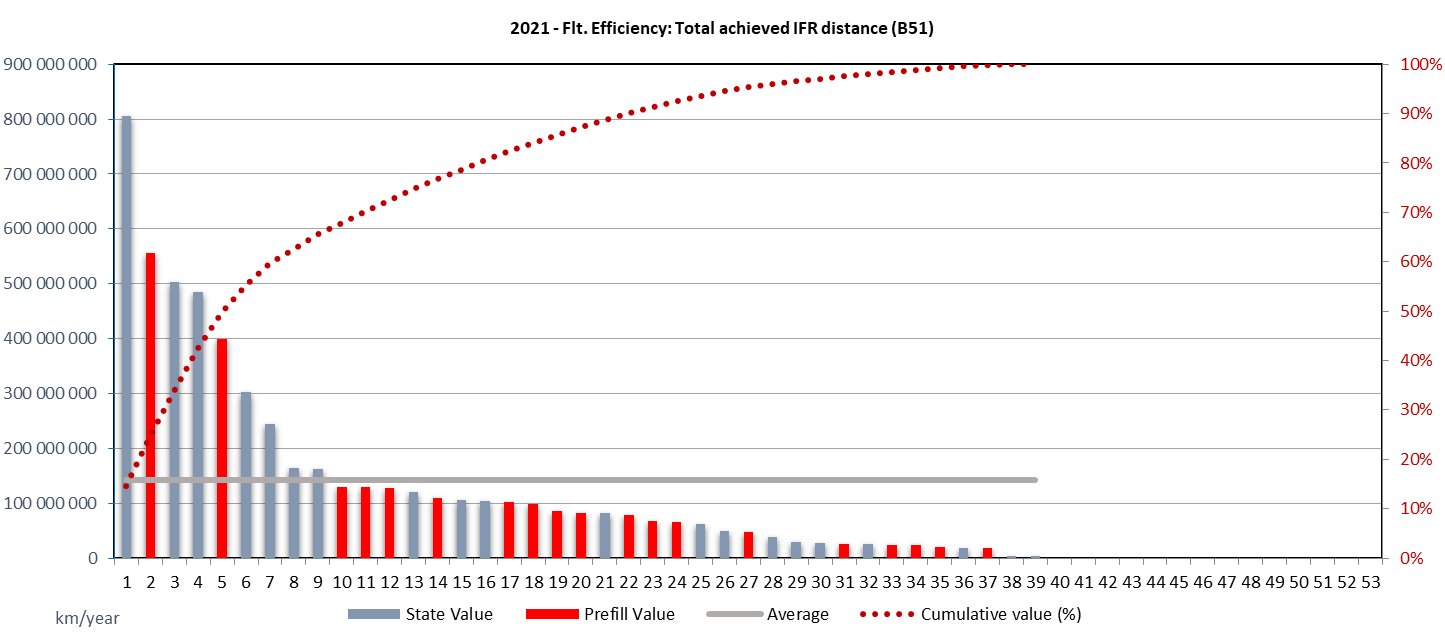 2021 - Flt. Efficiency: Total achieved IFR distance (B51)
900 000 000 100%
800 000 000 90%
700 000 000 80%
600 000 000 70%
500 000 000 60%
400 000 000 50%
300 000 000 40%
200 000 000 30%
100 000 000 20%
0 10%
0%
1 2 3 4 5 6 7 8 9 10 11 12 13 14 15 16 17 18 19 20 21 22 23 24 25 26 27 28 29 30 31 32 33 34 35 36 37 38 39 40 41 42 43 44 45 46 47 48 49 50 51 52 53
km/year State Value Prefill Value Average Cumulative value (%)